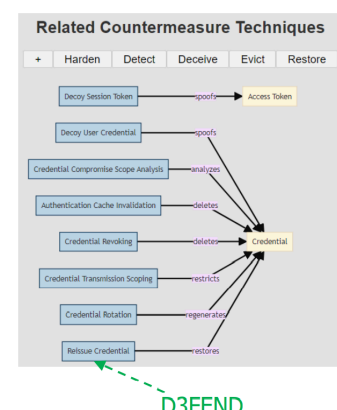 Related Countermeasure Techniques
+ Harden Detect Deceive Evict Restore
Decoy Session Token spoofs Access Token
Decoy User Credential spoofs
Credential Compromise Scope Analysis analyzes
Authentication Cache Invalidation deletes
Credential Revoking deletes Credential
Credential Transmission Scoping restricts
Credential Rotation regenerates
Reissue Credential restores
D3FEND